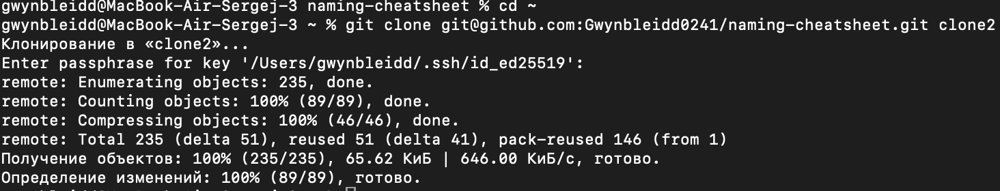 gwynbleidd@MacBook-Air-Sergej-3 naming-cheatsheet % cd ~
gwynbleidd@MacBook-Air-Sergej-3 ~ % git clone git@github.com:Gwynbleidd0241/naming-cheatsheet.git clone2
Клонирование в «clone2»...
Enter passphrase for key '/Users/gwynbleidd/.ssh/id_ed25519':
remote: Enumerating objects: 235, done.
remote: Counting objects: 100% (89/89), done.
remote: Compressing objects: 100% (46/46), done.
remote: Total 235 (delta 51), reused 51 (delta 41), pack-reused 146 (from 1)
Получение объектов: 100% (235/235), 65.62 КиБ | 646.00 КиБ/с, готово.
Определение изменений: 100% (89/89), готово.